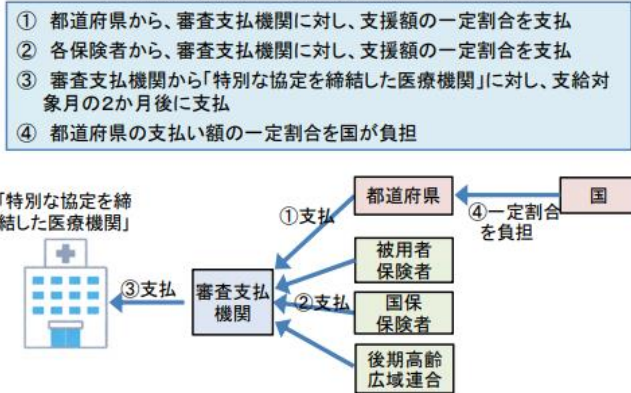 ① 都道府県から、審査支払機関に対し、支援額の一定割合を支払
② 各保険者から、審査支払機関に対し、支援額の一定割合を支払
③ 審査支払機関から「特別な協定を締結した医療機関」に対し、支給対
象月の2か月後に支払
④ 都道府県の支払い額の一定割合を国が負担
「特別な協定を締
結した医療機関」
①支払
都道府県
④一定割合
を負担
国
被用者
保険者
③支払
審査支払
機関
②支払
国保
保険者
後期高齢
広域連合